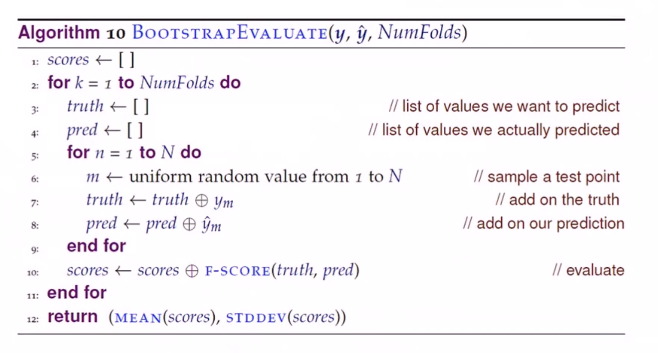 Algorithm 10 BOOTSTRAPEVALUATE(y, ŷ, NumFolds)
1: scores ← [ ]
2: for k = 1 to NumFolds do
3: truth ← [ ] // list of values we want to predict
4: pred ← [ ] // list of values we actually predicted
5: for n = 1 to N do
6: m ← uniform random value from 1 to N // sample a test point
7: truth ← truth ⊕ yₘ // add on the truth
8: pred ← pred ⊕ ŷₘ // add on our prediction
9: end for
10: scores ← scores ⊕ F-SCORE(truth, pred) // evaluate
11: end for
12: return (MEAN(scores), STDDEV(scores))